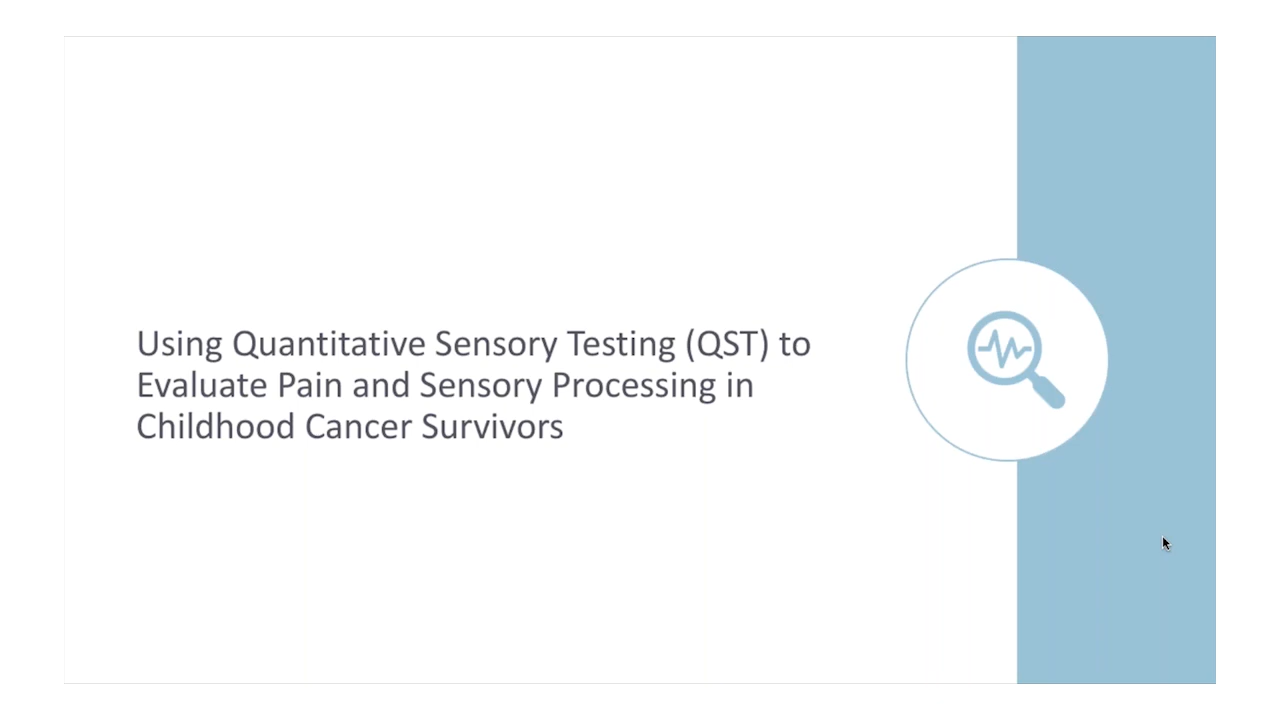 Using Quantitative Sensory Testing (QST) to
Evaluate Pain and Sensory Processing in
Childhood Cancer Survivors